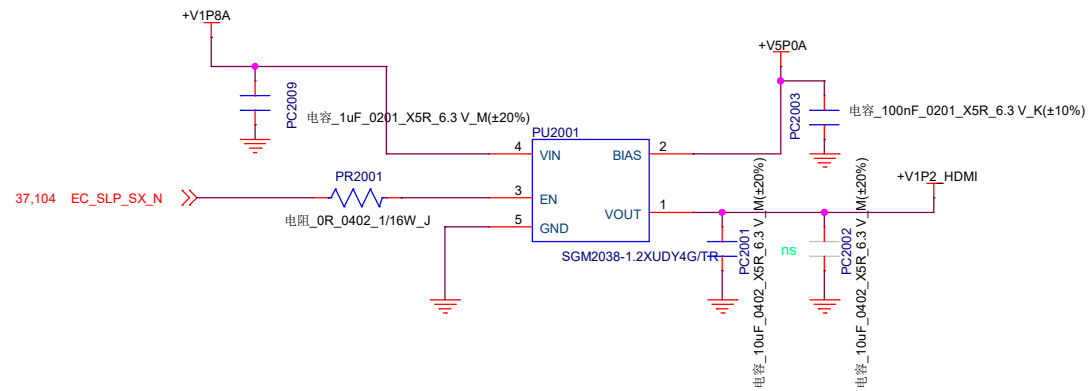 +V1P8A
+V5P0A
PC2009
电容_1uF_0201_X5R_6.3 V_M(±20%)
PC2003
电容_100nF_0201_X5R_6.3 V_K(±10%)
PU2001
4
VIN
BIAS
2
37,104
EC_SLP_SX_N
PR2001
3
EN
电阻_0R_0402_1/16W_J
5
GND
VOUT
1
+V1P2_HDMI
SGM2038-1.2XUDY4G/TR
PC2001
电容_10uF_0402_X5R_6.3 V_M(±20%)
ns
PC2002
电容_10uF_0402_X5R_6.3 V_M(±20%)